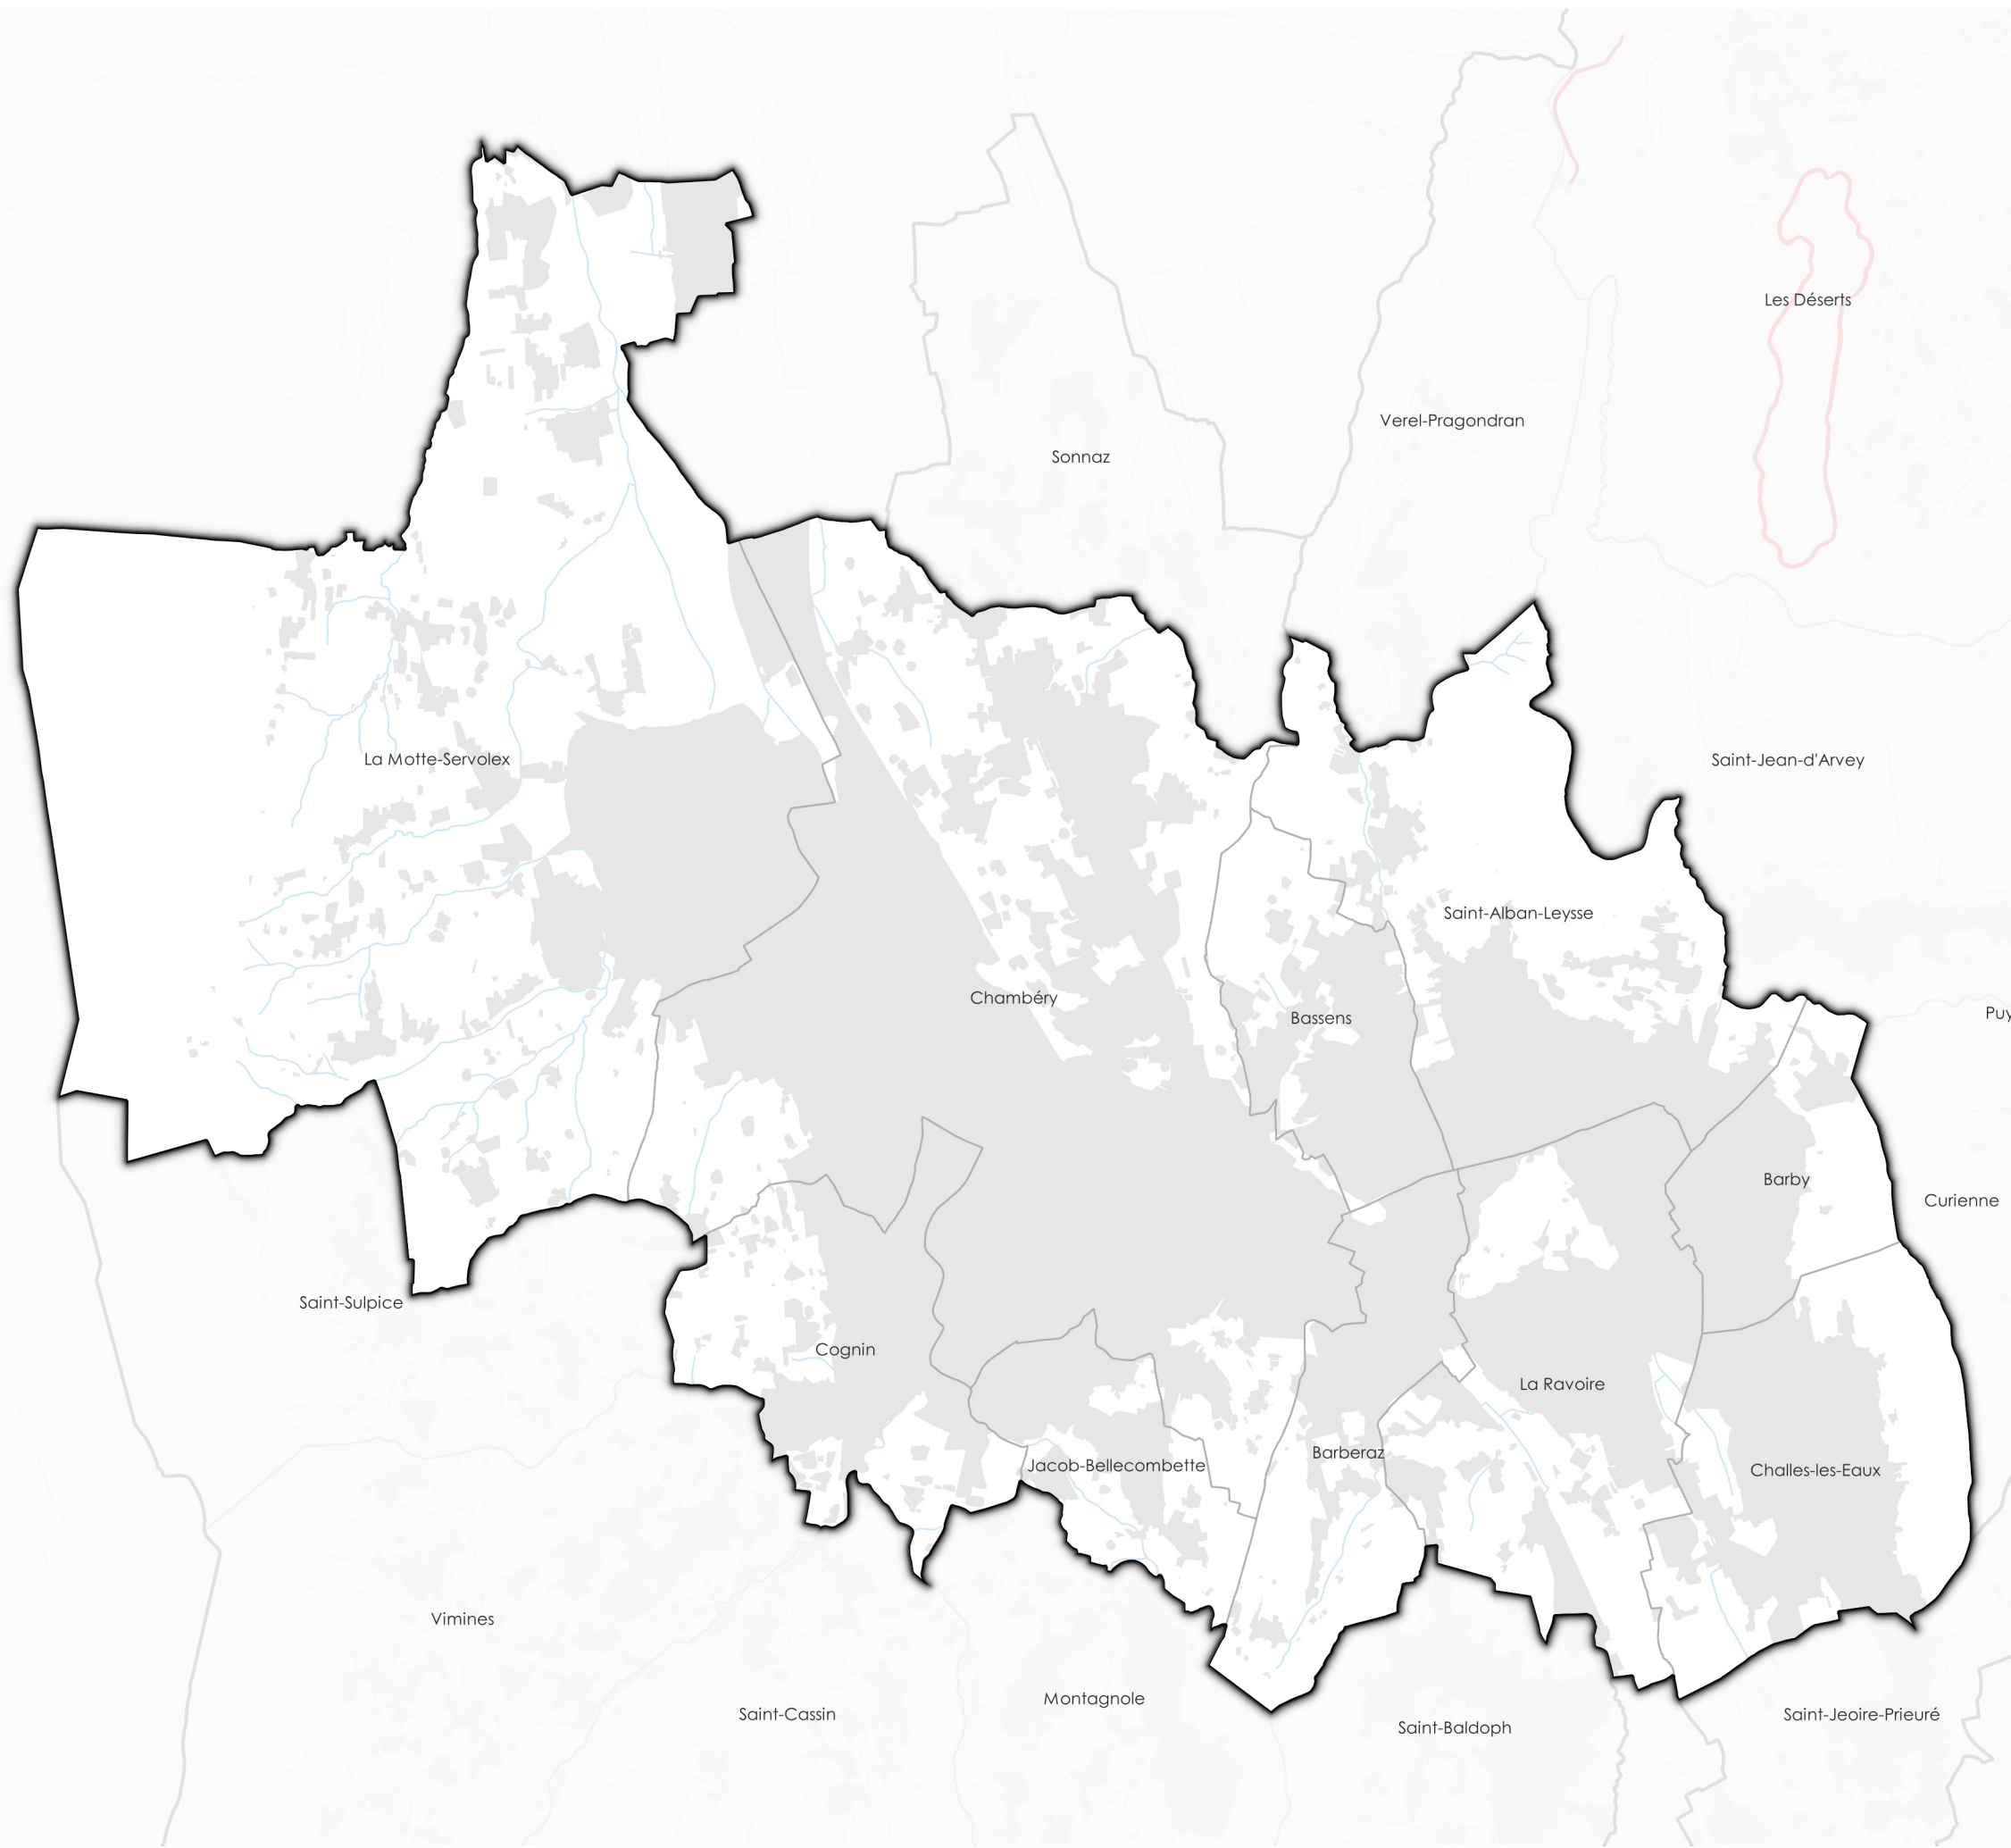 Les Déserts
Verel-Pragondran
Sonnaz
La Motte-Servolex
Saint-Jean-d'Arvey
Saint-Alban-Leysse
Chambéry
Bassens
Puy
Barby
Curienne
Saint-Sulpice
Cognin
La Ravoire
Barberaz
Jacob-Bellecombette
Challes-les-Eaux
Vimines
Montagnole
Saint-Cassin
Saint-Baldoph
Saint-Jeoire-Prieuré